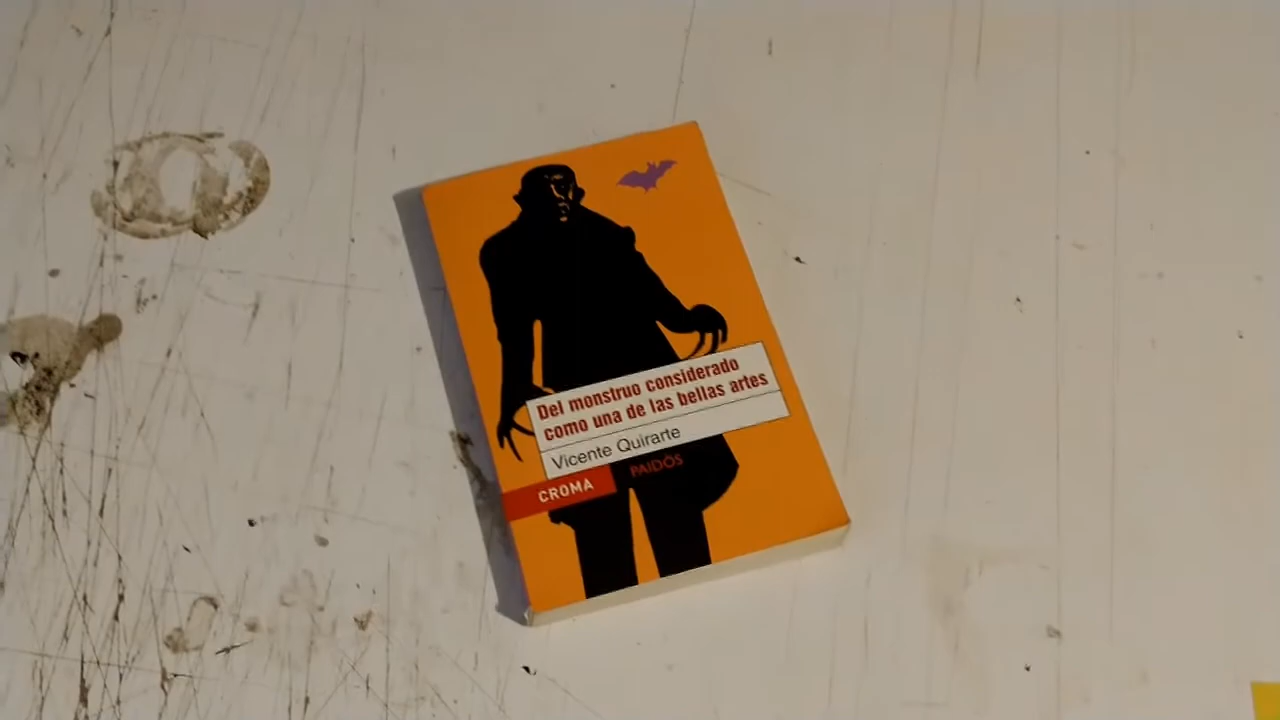 Del monstruo considerado
como una de las bellas artes
Vicente Quirarte
CROMA
PAIDÓS